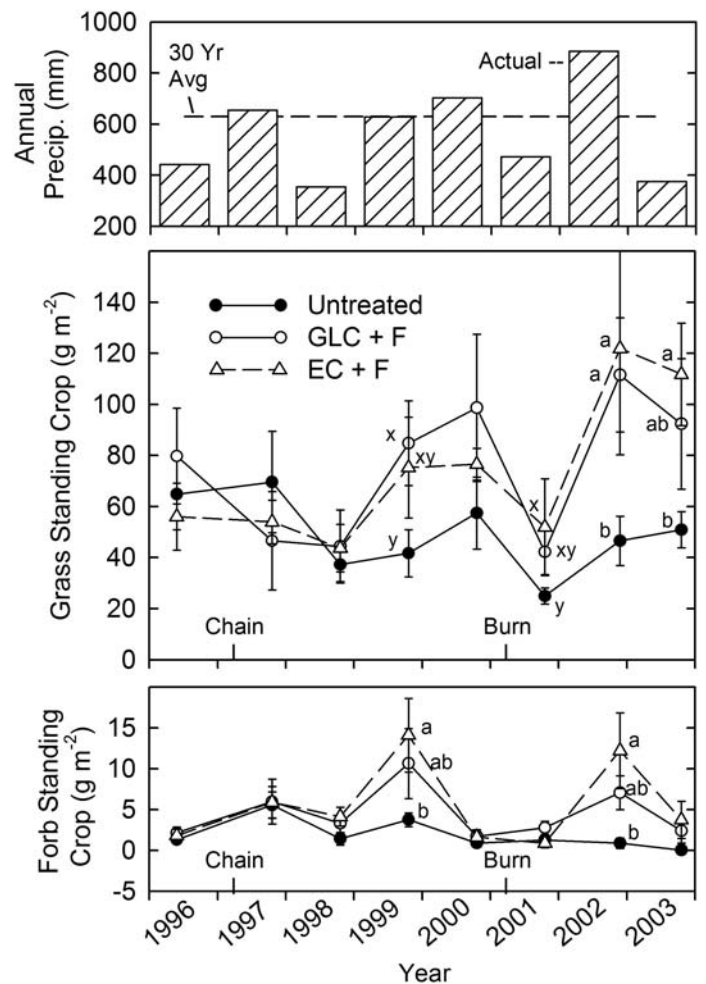 1000
800
600
400
200
Annual
Precip. (mm)
30 Yr
Avg
Actual --
140
120
100
80
60
40
20
0
Grass Standing Crop (g m⁻²)
Untreated
GLC + F
EC + F
x
xy
y
x
xy
y
a
a
b
a
ab
b
Chain
Burn
15
10
5
0
-5
Forb Standing
Crop (g m⁻²)
a
ab
b
a
ab
b
Chain
Burn
1996
1997
1998
1999
2000
2001
2002
2003
Year